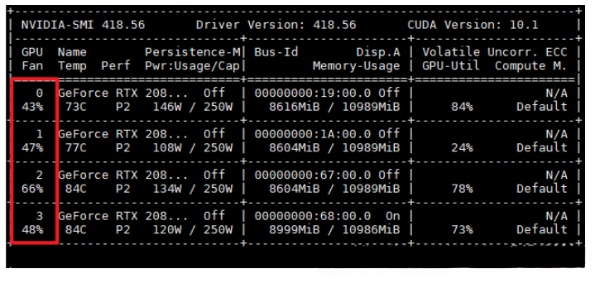 NVIDIA-SMI 418.56 Driver Version: 418.56 CUDA Version: 10.1
GPU Name Persistence-M| Bus-Id Disp.A | Volatile Uncorr. ECC
Fan Temp Perf Pwr:Usage/Cap| Memory-Usage | GPU-Util Compute M.
0 GeForce RTX 208... Off | 00000000:19:00.0 Off | N/A
43% 73C P2 146W / 250W | 8616MiB / 10989MiB | 84% Default
1 GeForce RTX 208... Off | 00000000:1A:00.0 Off | N/A
47% 77C P2 108W / 250W | 8604MiB / 10989MiB | 24% Default
2 GeForce RTX 208... Off | 00000000:67:00.0 Off | N/A
66% 84C P2 134W / 250W | 8604MiB / 10989MiB | 78% Default
3 GeForce RTX 208... Off | 00000000:68:00.0 On | N/A
48% 84C P2 120W / 250W | 8999MiB / 10986MiB | 73% Default